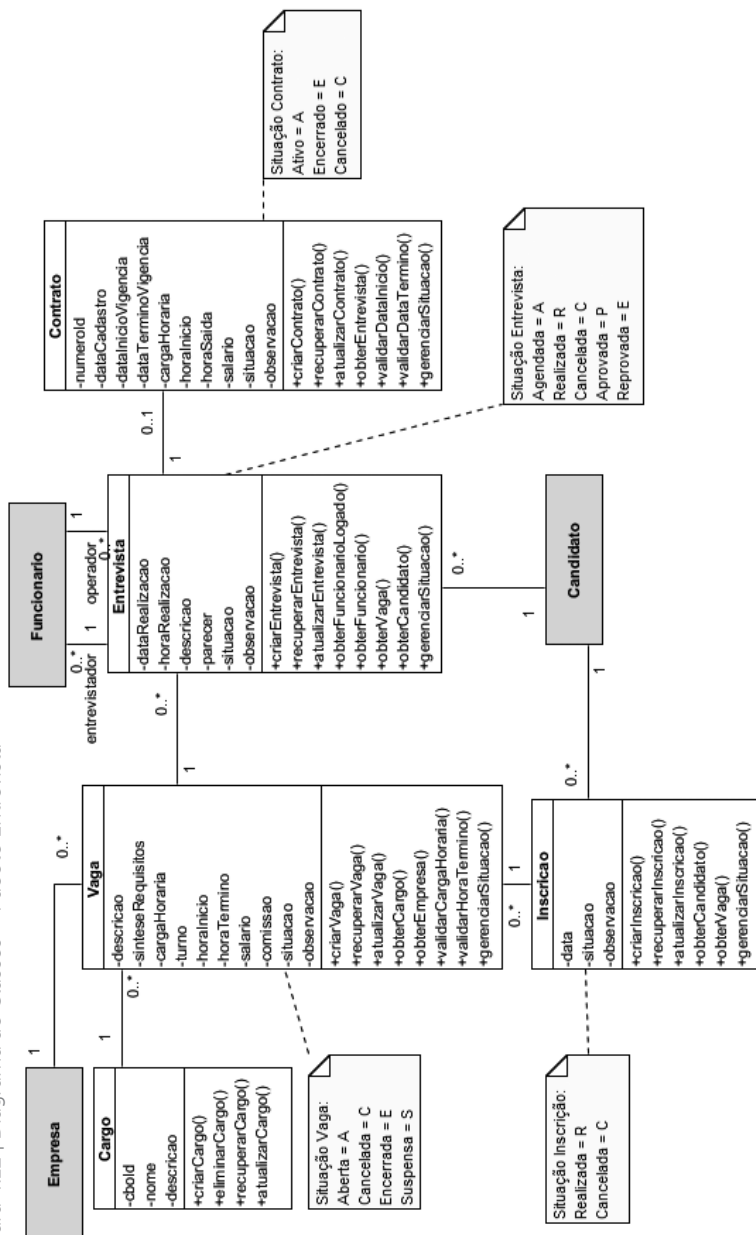 Empresa
1
0..*
Cargo
-cboId
-nome
-descricao
+criarCargo()
+eliminarCargo()
+recuperarCargo()
+atualizarCargo()
1
0..*
Situação Vaga:
Aberta = A
Cancelada = C
Encerrada = E
Suspensa = S
Situação Inscrição:
Realizada = R
Cancelada = C
Vaga
-descricao
-sinteseRequisitos
-cargaHoraria
-turno
-horaInicio
-horaTermino
-salario
-comissao
-situacao
-observacao
+criarVaga()
+recuperarVaga()
+atualizarVaga()
+obterCargo()
+obterEmpresa()
+validarCargaHoraria()
+validarHoraTermino()
+gerenciarSituacao()
1
0..*
0..*
1
Inscricao
-data
-situacao
-observacao
+criarInscricao()
+recuperarInscricao()
+atualizarInscricao()
+obterCandidato()
+obterVaga()
+gerenciarSituacao()
0..*
1
Funcionario
0..*
1
entrevistador
operador
1
0..*
Entrevista
-dataRealizacao
-horaRealizacao
-descricao
-parecer
-situacao
-observacao
+criarEntrevista()
+recuperarEntrevista()
+atualizarEntrevista()
+obterFuncionarioLogado()
+obterFuncionario()
+obterVaga()
+obterCandidato()
+gerenciarSituacao()
0..*
1
Candidato
1
0..1
Contrato
-numeroId
-dataCadastro
-dataInicioVigencia
-dataTerminoVigencia
-cargaHoraria
-horaInicio
-horaSaida
-salario
-situacao
-observacao
+criarContrato()
+recuperarContrato()
+atualizarContrato()
+obterEntrevista()
+validarDataInicio()
+validarDataTermino()
+gerenciarSituacao()
Situação Entrevista:
Agendada = A
Realizada = R
Cancelada = C
Aprovada = P
Reprovada = E
Situação Contrato:
Ativo = A
Encerrado = E
Cancelado = C